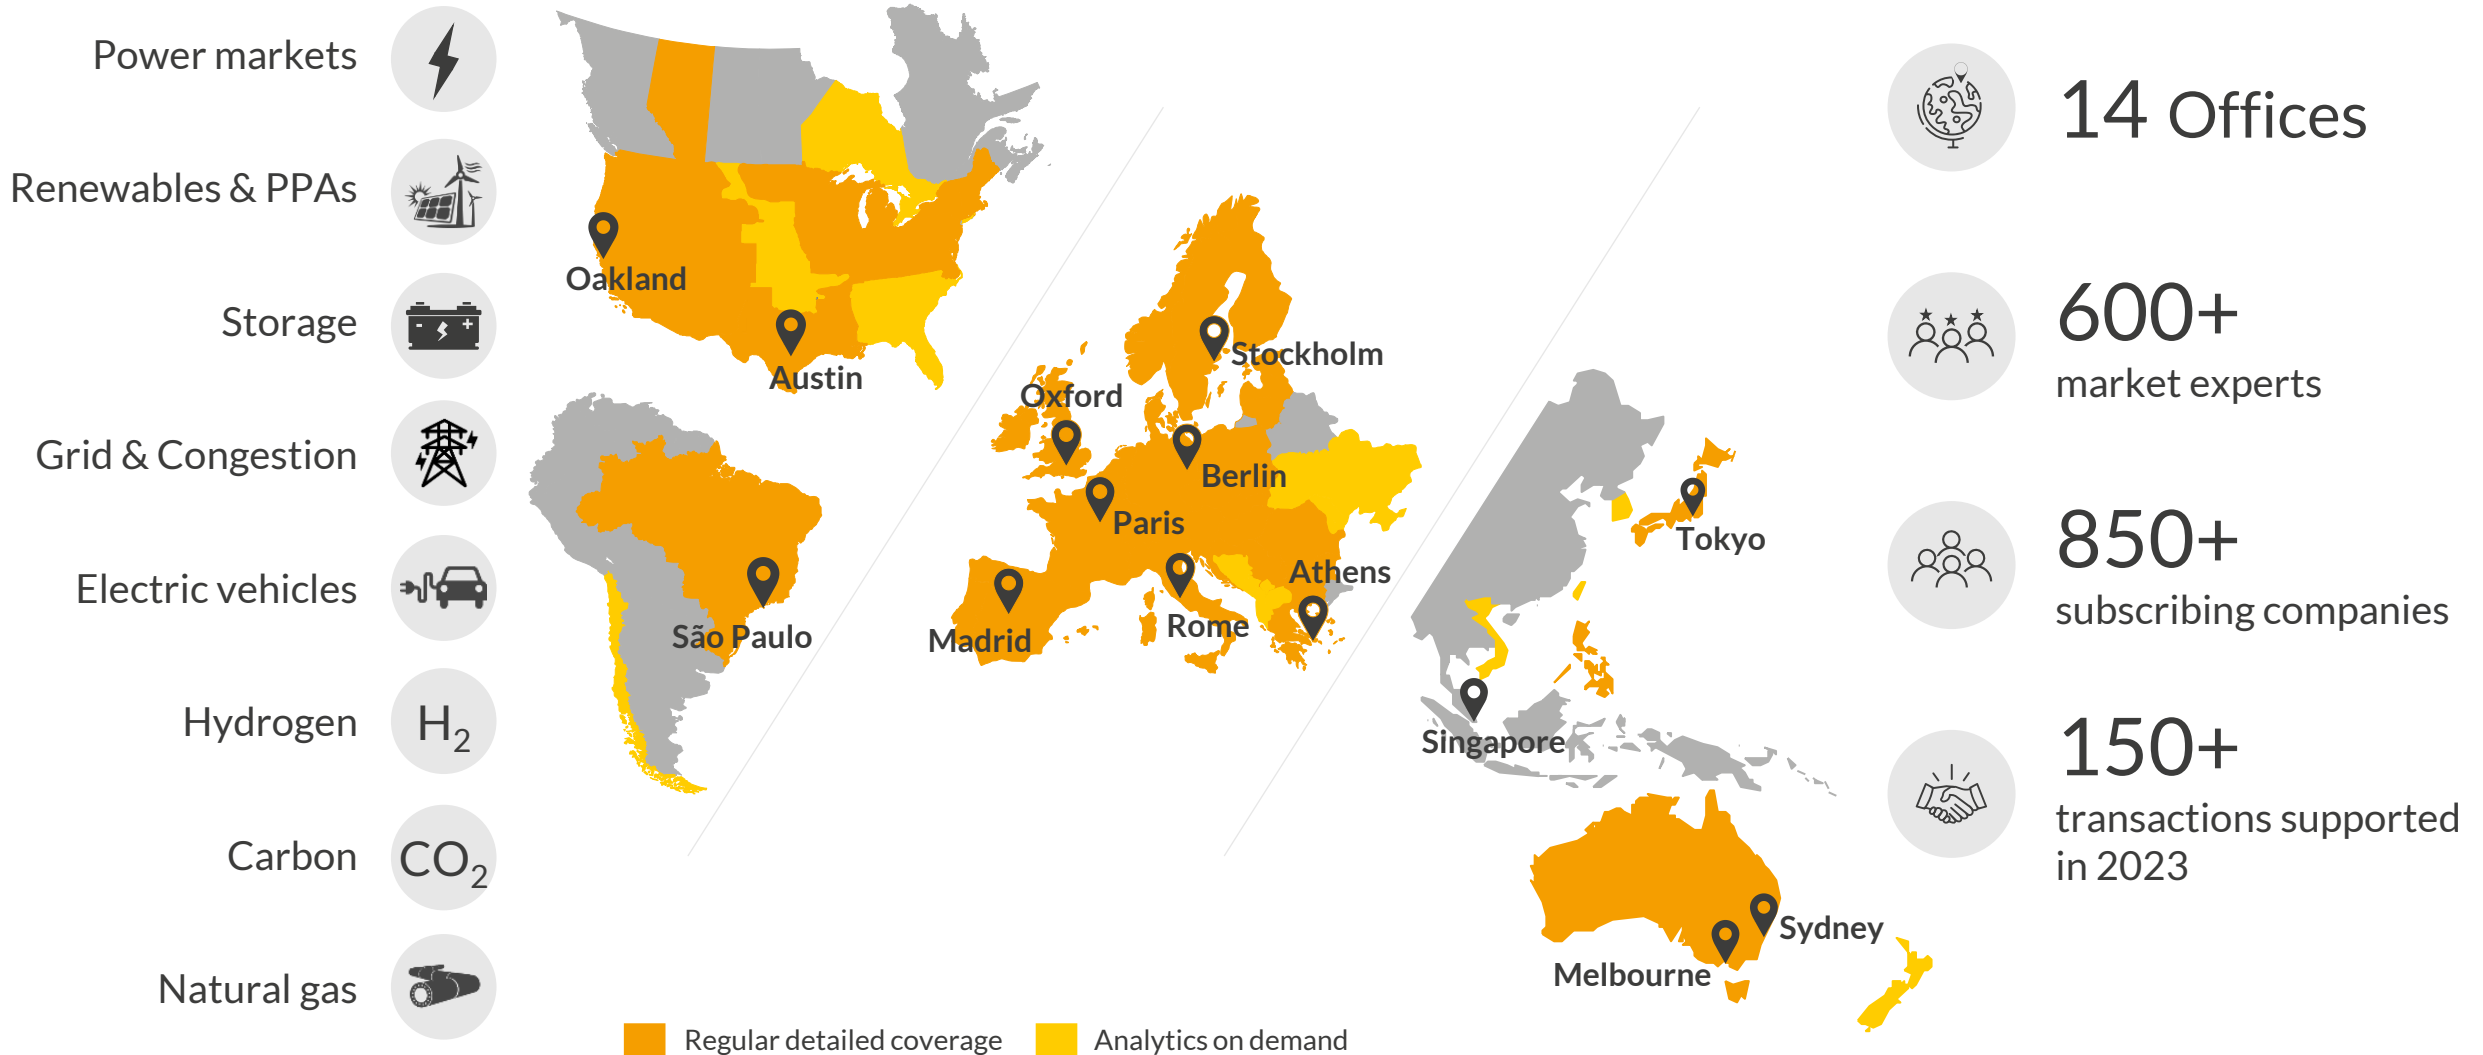 Power markets
Renewables & PPAs
Storage
Grid & Congestion
Electric vehicles
Hydrogen
H₂
Carbon
CO₂
Natural gas
Oakland
Austin
São Paulo
Stockholm
Oxford
Berlin
Paris
Athens
Rome
Madrid
Tokyo
Singapore
Sydney
Melbourne
Regular detailed coverage
Analytics on demand
14 Offices
600+
market experts
850+
subscribing companies
150+
transactions supported
in 2023